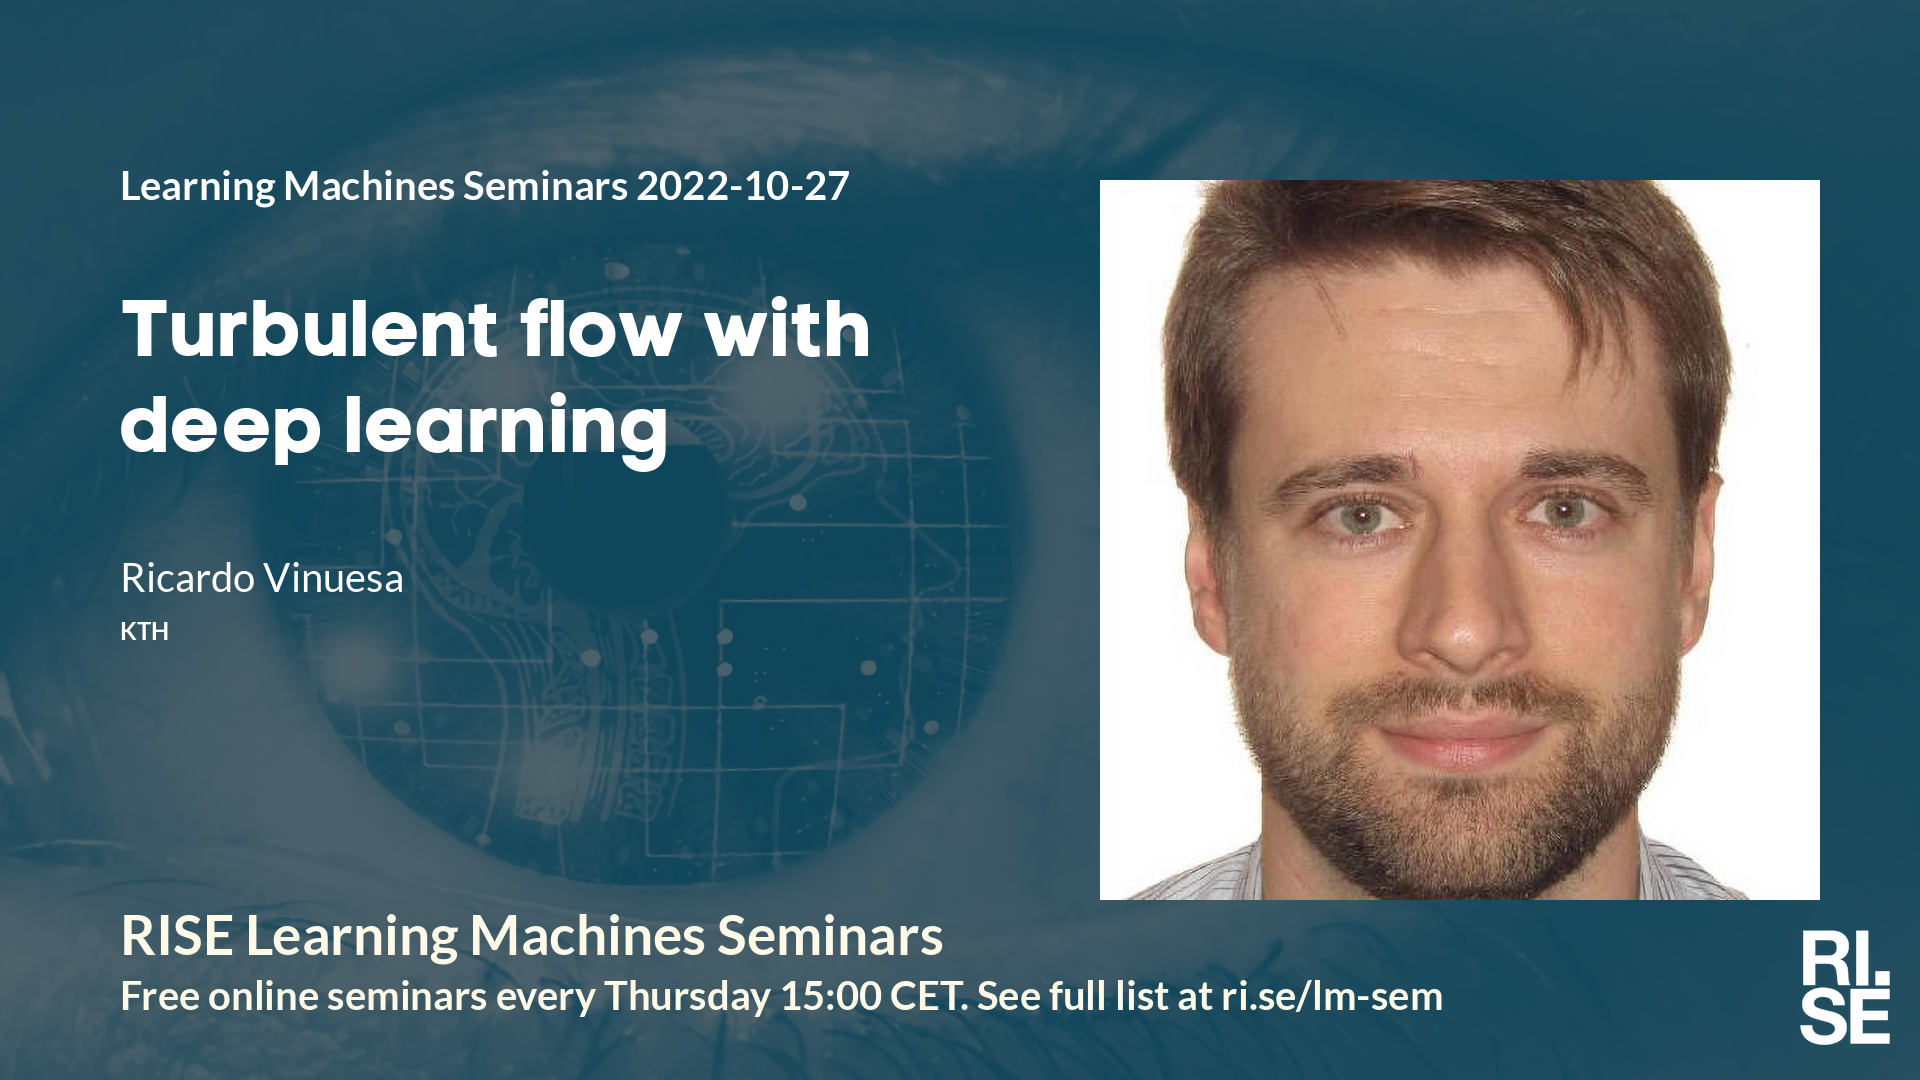 Learning Machines Seminars 2022-10-27
Turbulent flow with
deep learning
Ricardo Vinuesa
KTH
RISE Learning Machines Seminars
Free online seminars every Thursday 15:00 CET. See full list at ri.se/lm-sem
RI.
SE